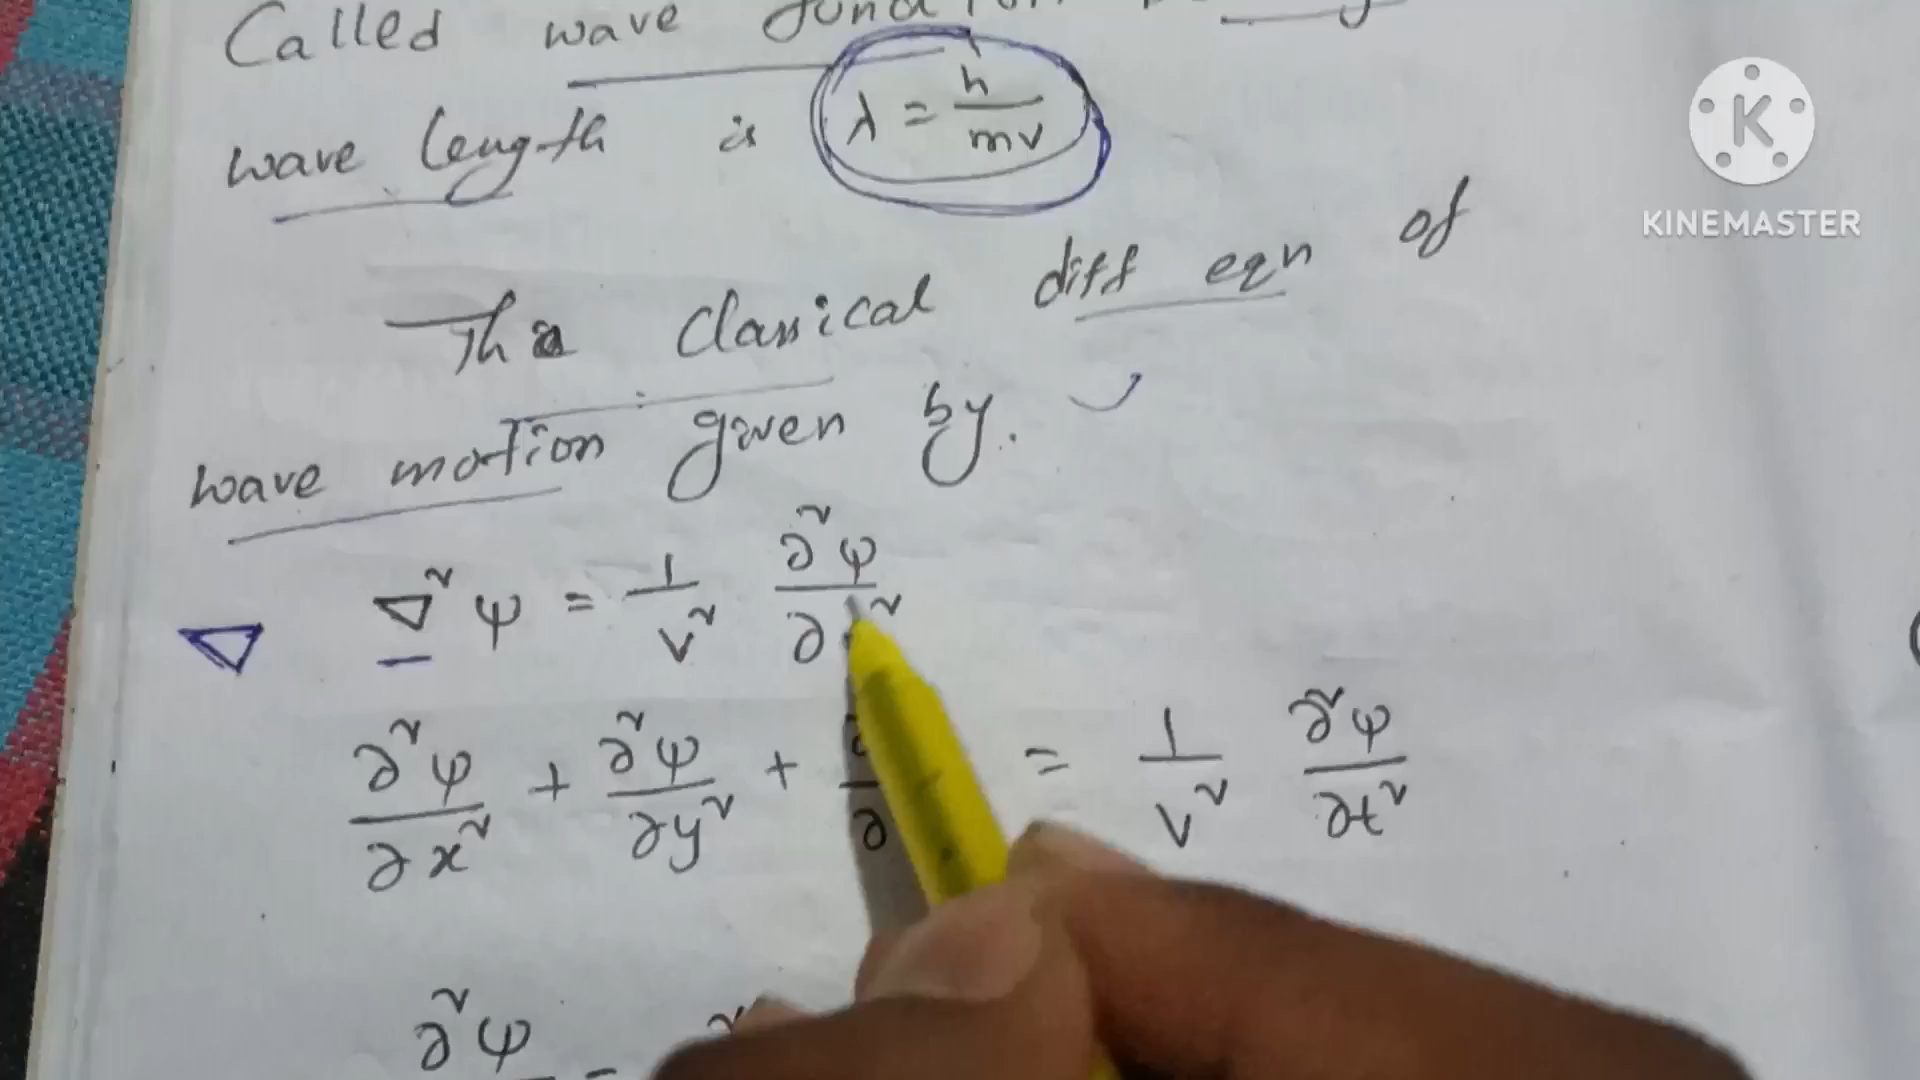 Called wave
wave length is λ = h/mv
The Classical diff eqn of
wave motion given by.
∇ ∇²ψ = 1/v² ∂²ψ/∂t²
∂²ψ/∂x² + ∂²ψ/∂y² + ∂ = 1/v² ∂²ψ/∂t²
∂²ψ
K
KINEMASTER